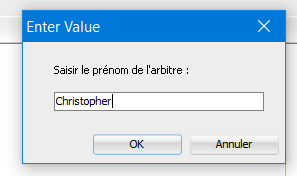 Enter Value
Saisir le prénom de l'arbitre :
Christopher
OK
Annuler